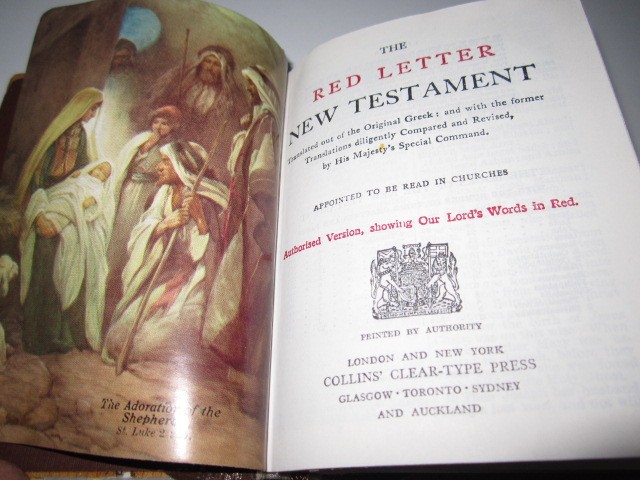 The Adoration of the
Shepherds
St. Luke 2
THE
RED LETTER
NEW TESTAMENT
Translated out of the Original Greek: and with the former
Translations diligently Compared and Revised,
by His Majesty's Special Command.
APPOINTED TO BE READ IN CHURCHES
Authorised Version, showing Our Lord's Words in Red.
PRINTED BY AUTHORITY
LONDON AND NEW YORK
COLLINS' CLEAR-TYPE PRESS
GLASGOW · TORONTO · SYDNEY
AND AUCKLAND